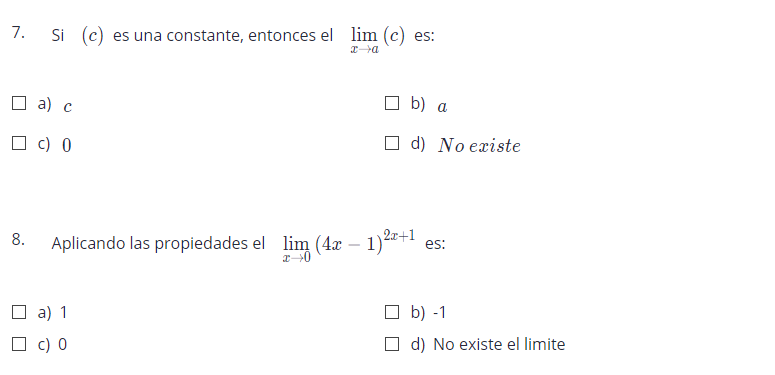 7. Si (c) es una constante, entonces el lim (c) es:
x→a
a) c b) a
c) 0 d) No existe
8. Aplicando las propiedades el lim (4x − 1)^{2x+1} es:
x→0
a) 1 b) -1
c) 0 d) No existe el limite